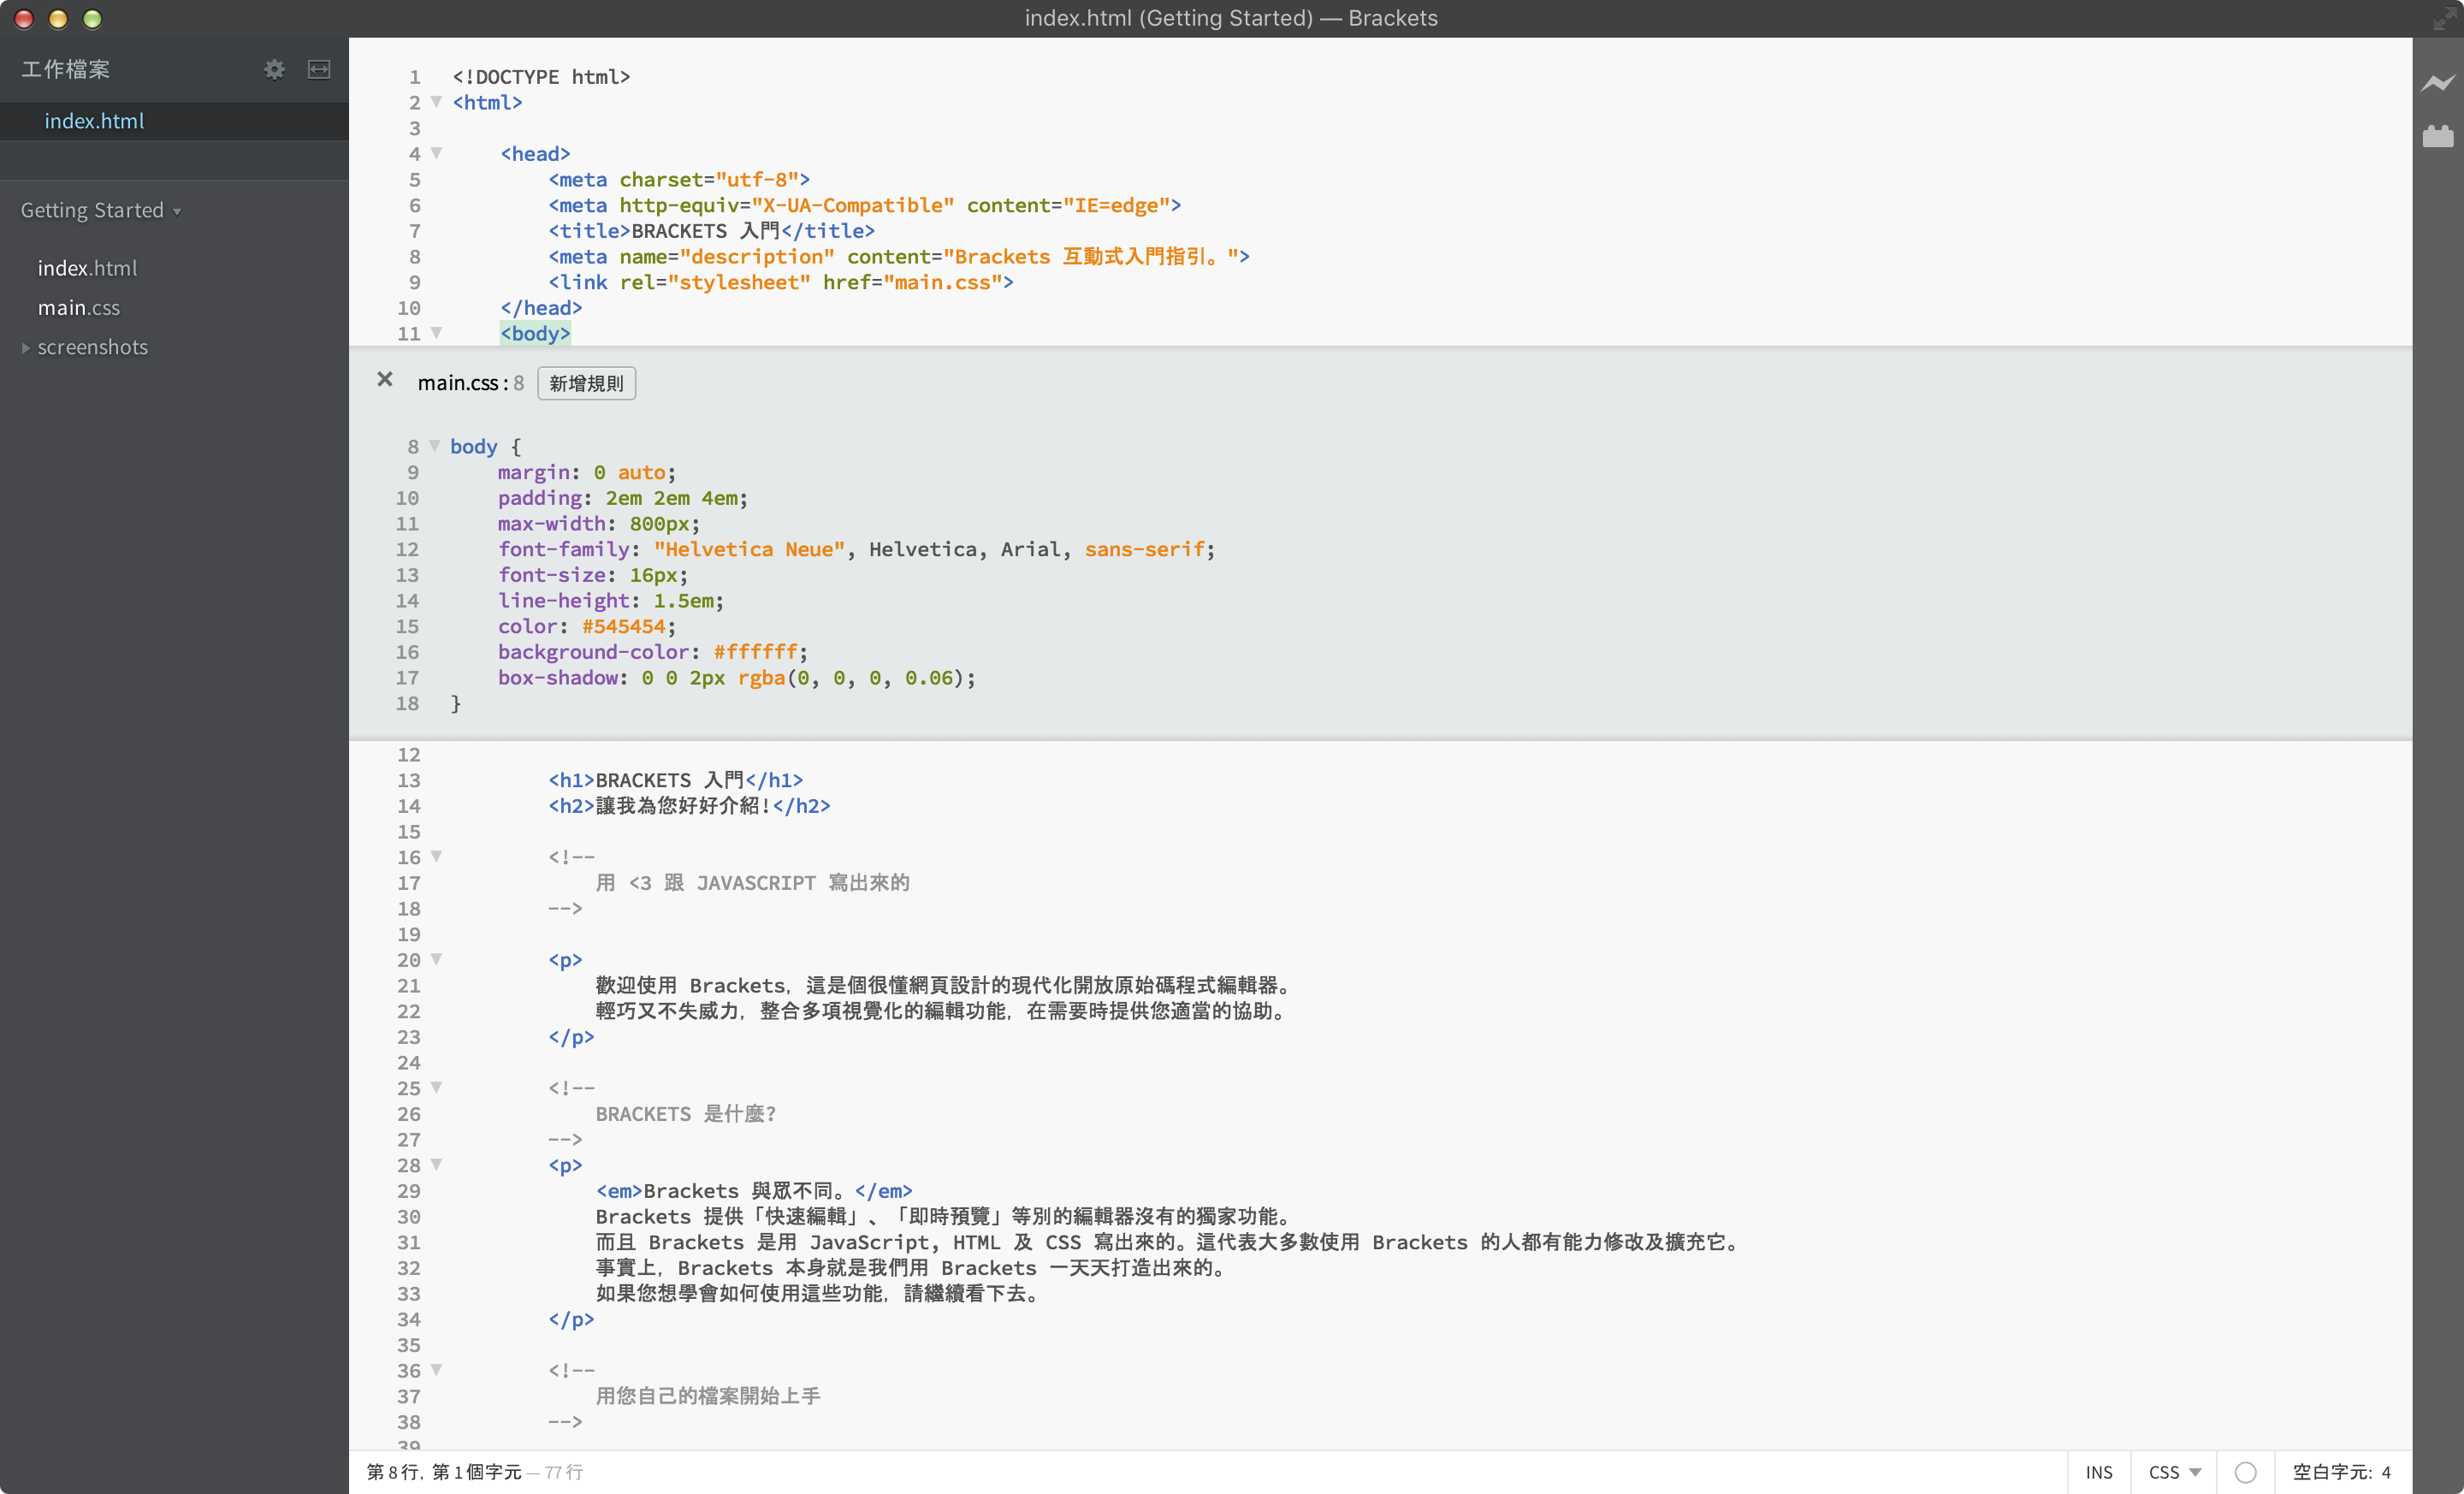 index.html (Getting Started) — Brackets
工作檔案
index.html
Getting Started
index.html
main.css
screenshots
1 <!DOCTYPE html>
2 <html>
3
4 <head>
5 <meta charset="utf-8">
6 <meta http-equiv="X-UA-Compatible" content="IE=edge">
7 <title>BRACKETS 入門</title>
8 <meta name="description" content="Brackets 互動式入門指引。">
9 <link rel="stylesheet" href="main.css">
10 </head>
11 <body>
main.css : 8 新增規則
8 body {
9 margin: 0 auto;
10 padding: 2em 2em 4em;
11 max-width: 800px;
12 font-family: "Helvetica Neue", Helvetica, Arial, sans-serif;
13 font-size: 16px;
14 line-height: 1.5em;
15 color: #545454;
16 background-color: #ffffff;
17 box-shadow: 0 0 2px rgba(0, 0, 0, 0.06);
18 }
12
13 <h1>BRACKETS 入門</h1>
14 <h2>讓我為您好好介紹!</h2>
15
16 <!--
17 用 <3 跟 JAVASCRIPT 寫出來的
18 -->
19
20 <p>
21 歡迎使用 Brackets，這是個很懂網頁設計的現代化開放原始碼程式編輯器。
22 輕巧又不失威力，整合多項視覺化的編輯功能，在需要時提供您適當的協助。
23 </p>
24
25 <!--
26 BRACKETS 是什麼?
27 -->
28 <p>
29 <em>Brackets 與眾不同。</em>
30 Brackets 提供「快速編輯」、「即時預覽」等別的編輯器沒有的獨家功能。
31 而且 Brackets 是用 JavaScript, HTML 及 CSS 寫出來的。這代表大多數使用 Brackets 的人都有能力修改及擴充它。
32 事實上，Brackets 本身就是我們用 Brackets 一天天打造出來的。
33 如果您想學會如何使用這些功能，請繼續看下去。
34 </p>
35
36 <!--
37 用您自己的檔案開始上手
38 -->
39
第 8 行, 第 1 個字元 — 77 行 INS CSS 空白字元: 4